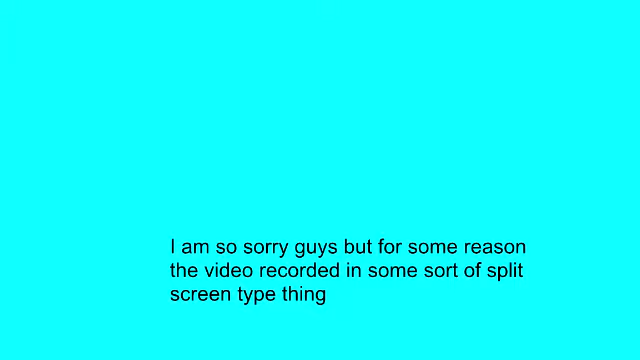 I am so sorry guys but for some reason
the video recorded in some sort of split
screen type thing